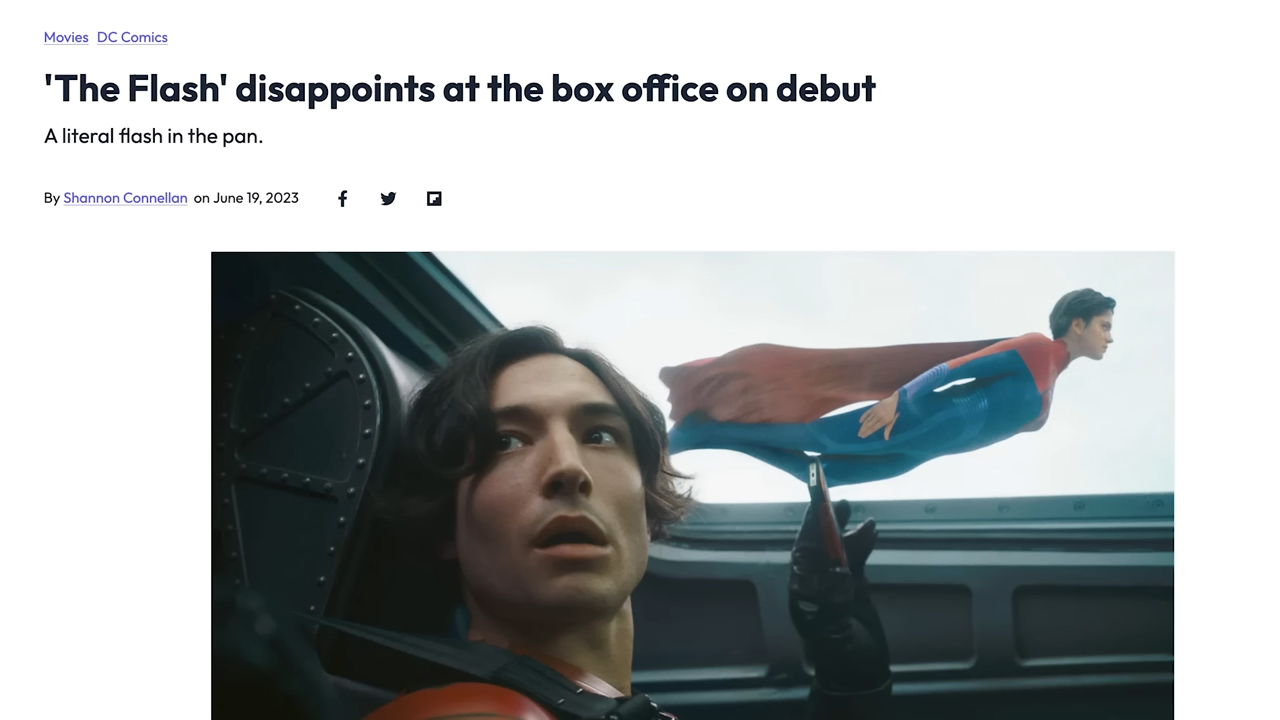 Movies DC Comics
'The Flash' disappoints at the box office on debut
A literal flash in the pan.
By Shannon Connellan on June 19, 2023